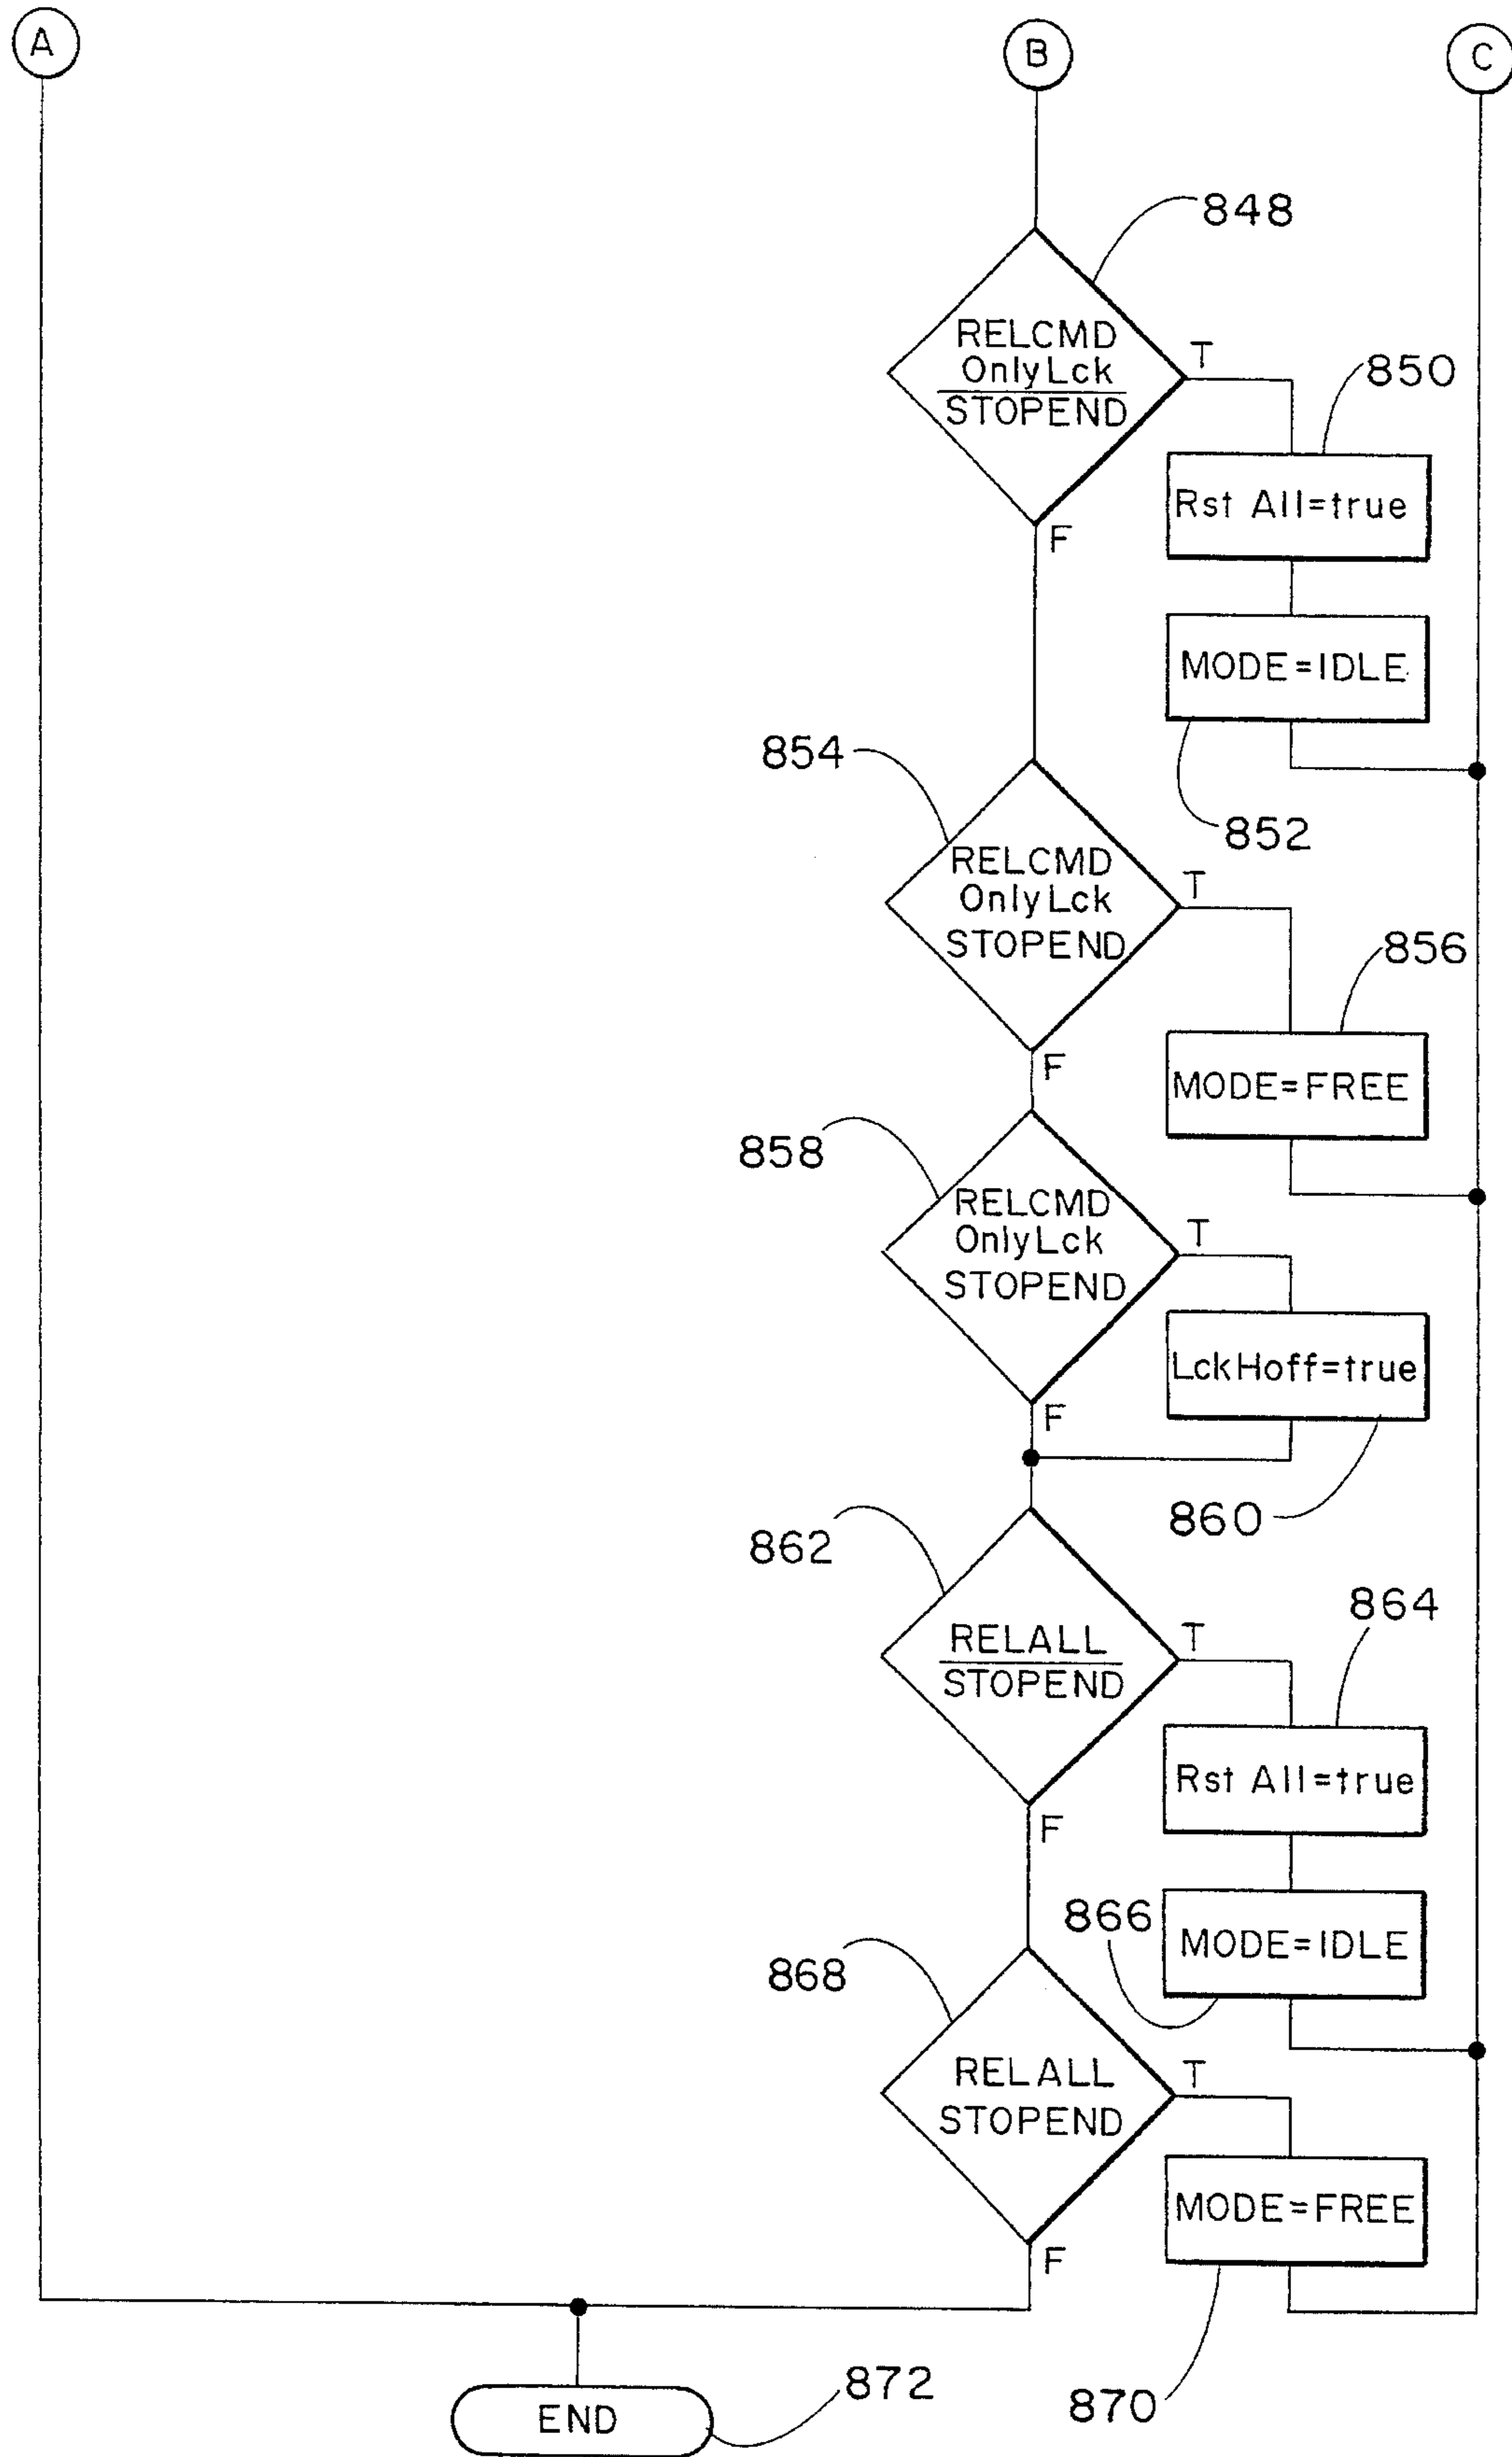 A
B
C
848
RELCMD
OnlyLck
STOPEND
T
F
850
Rst All=true
MODE=IDLE
852
854
RELCMD
OnlyLck
STOPEND
T
F
856
MODE=FREE
858
RELCMD
OnlyLck
STOPEND
T
F
LckHoff=true
860
862
RELALL
STOPEND
T
F
864
Rst All=true
866
MODE=IDLE
868
RELALL
STOPEND
T
F
MODE=FREE
870
END
872